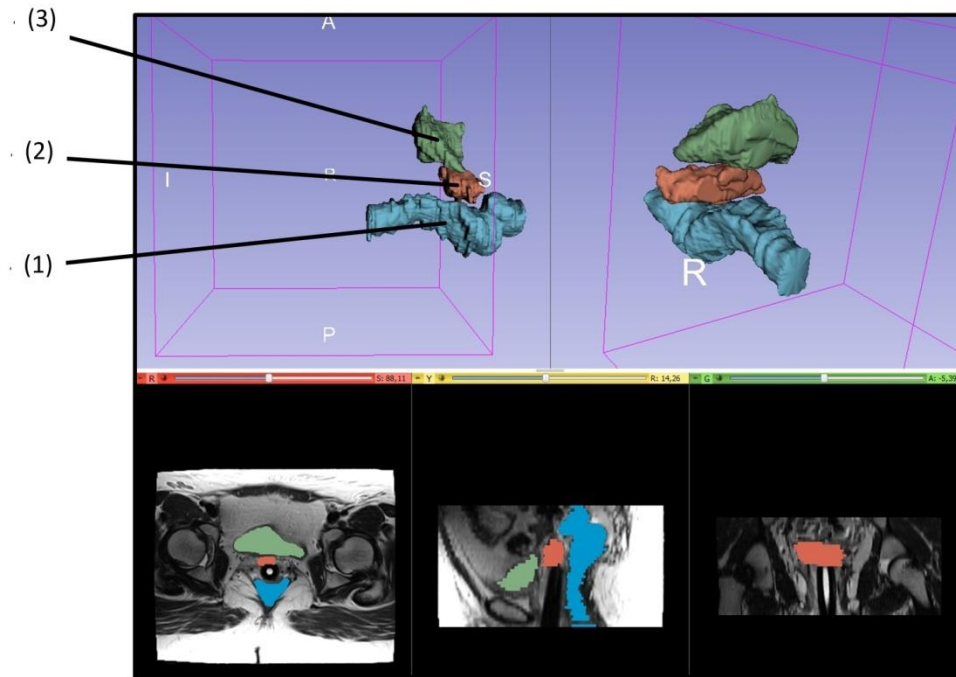 (3)
A
(2)
I
R
S
(1)
R
P
R
S: 88,11
Y
R: 14,26
G
A: -5,39